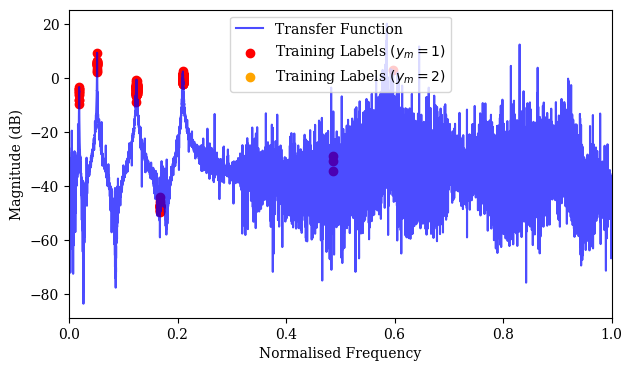 Transfer Function
Training Labels ($y_m = 1$)
Training Labels ($y_m = 2$)
Magnitude (dB)
20
0
−20
−40
−60
−80
0.0 0.2 0.4 0.6 0.8 1.0
Normalised Frequency